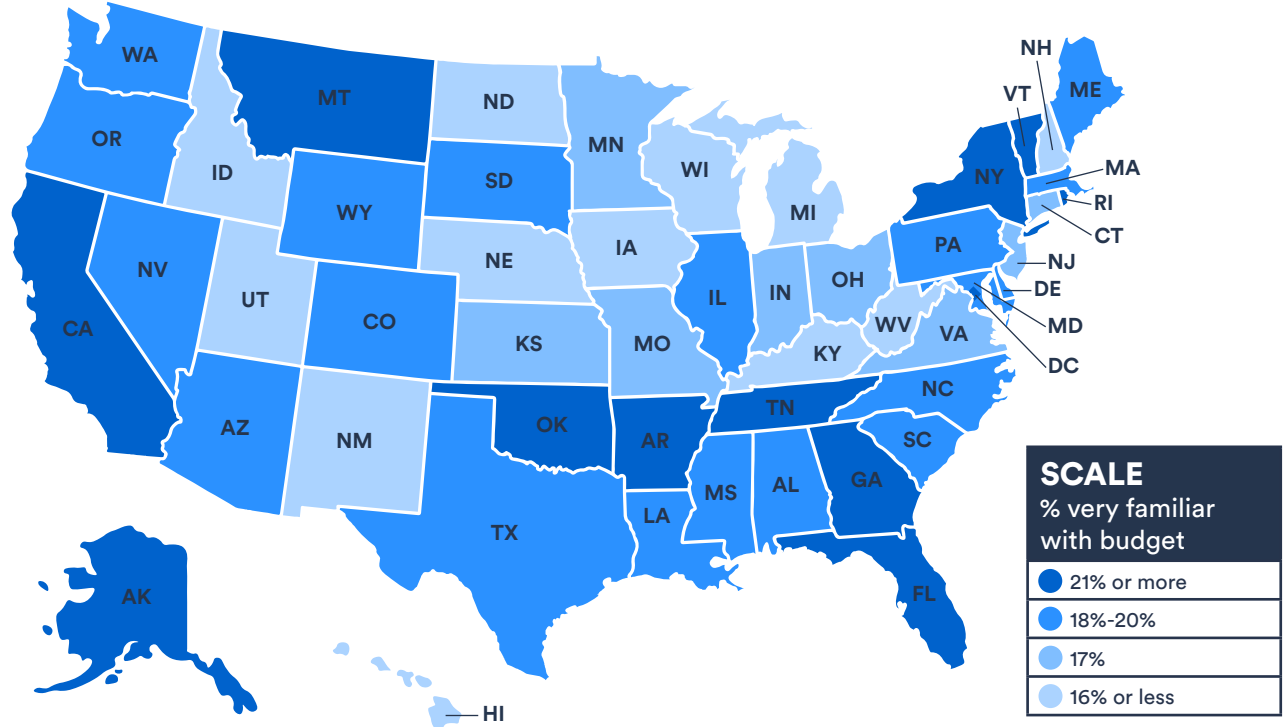 NH
WA
VT
ME
MT
ND
OR
MN
ID
WI
SD
NY
MA
WY
MI
RI
CT
NE
IA
PA
NV
NJ
UT
IL
IN
OH
DE
CO
WV
MD
CA
KS
MO
KY
VA
DC
NC
TN
AZ
NM
OK
AR
SC
GA
MS
AL
LA
TX
FL
AK
HI
SCALE
% very familiar
with budget
21% or more
18%-20%
17%
16% or less